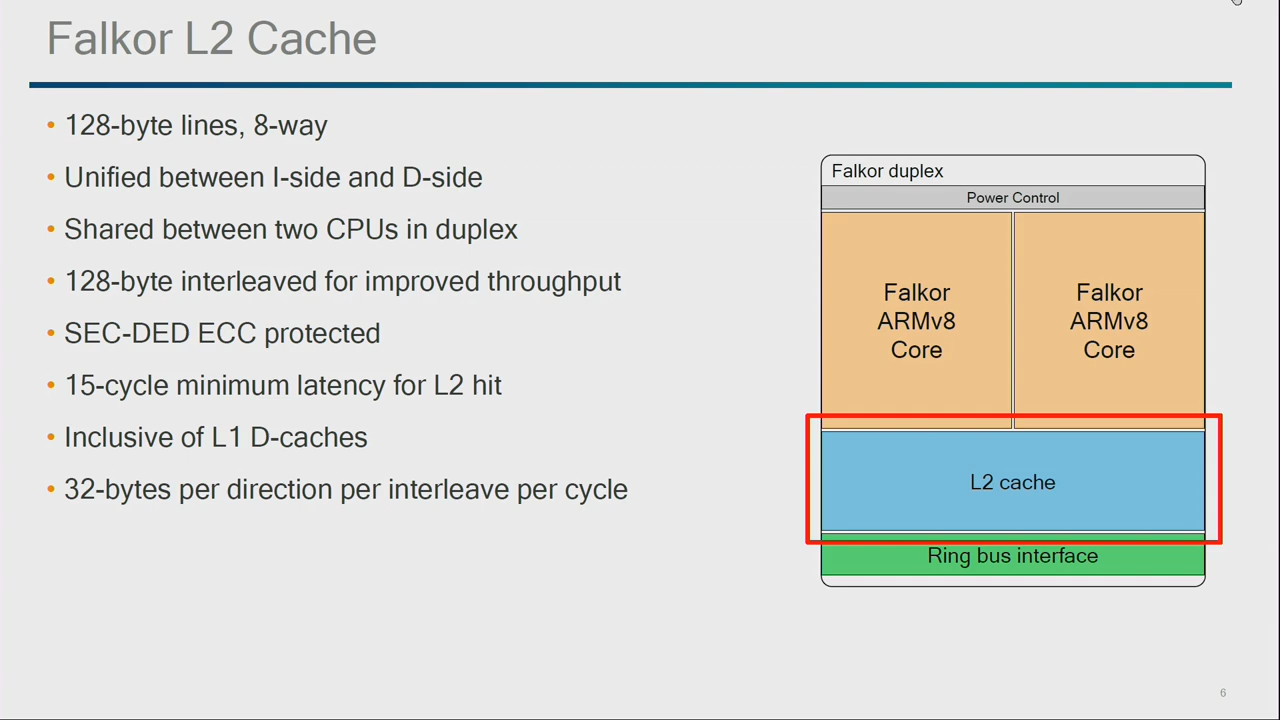 Falkor L2 Cache
• 128-byte lines, 8-way
• Unified between I-side and D-side
• Shared between two CPUs in duplex
• 128-byte interleaved for improved throughput
• SEC-DED ECC protected
• 15-cycle minimum latency for L2 hit
• Inclusive of L1 D-caches
• 32-bytes per direction per interleave per cycle
Falkor duplex
Power Control
Falkor
ARMv8
Core
Falkor
ARMv8
Core
L2 cache
Ring bus interface
6